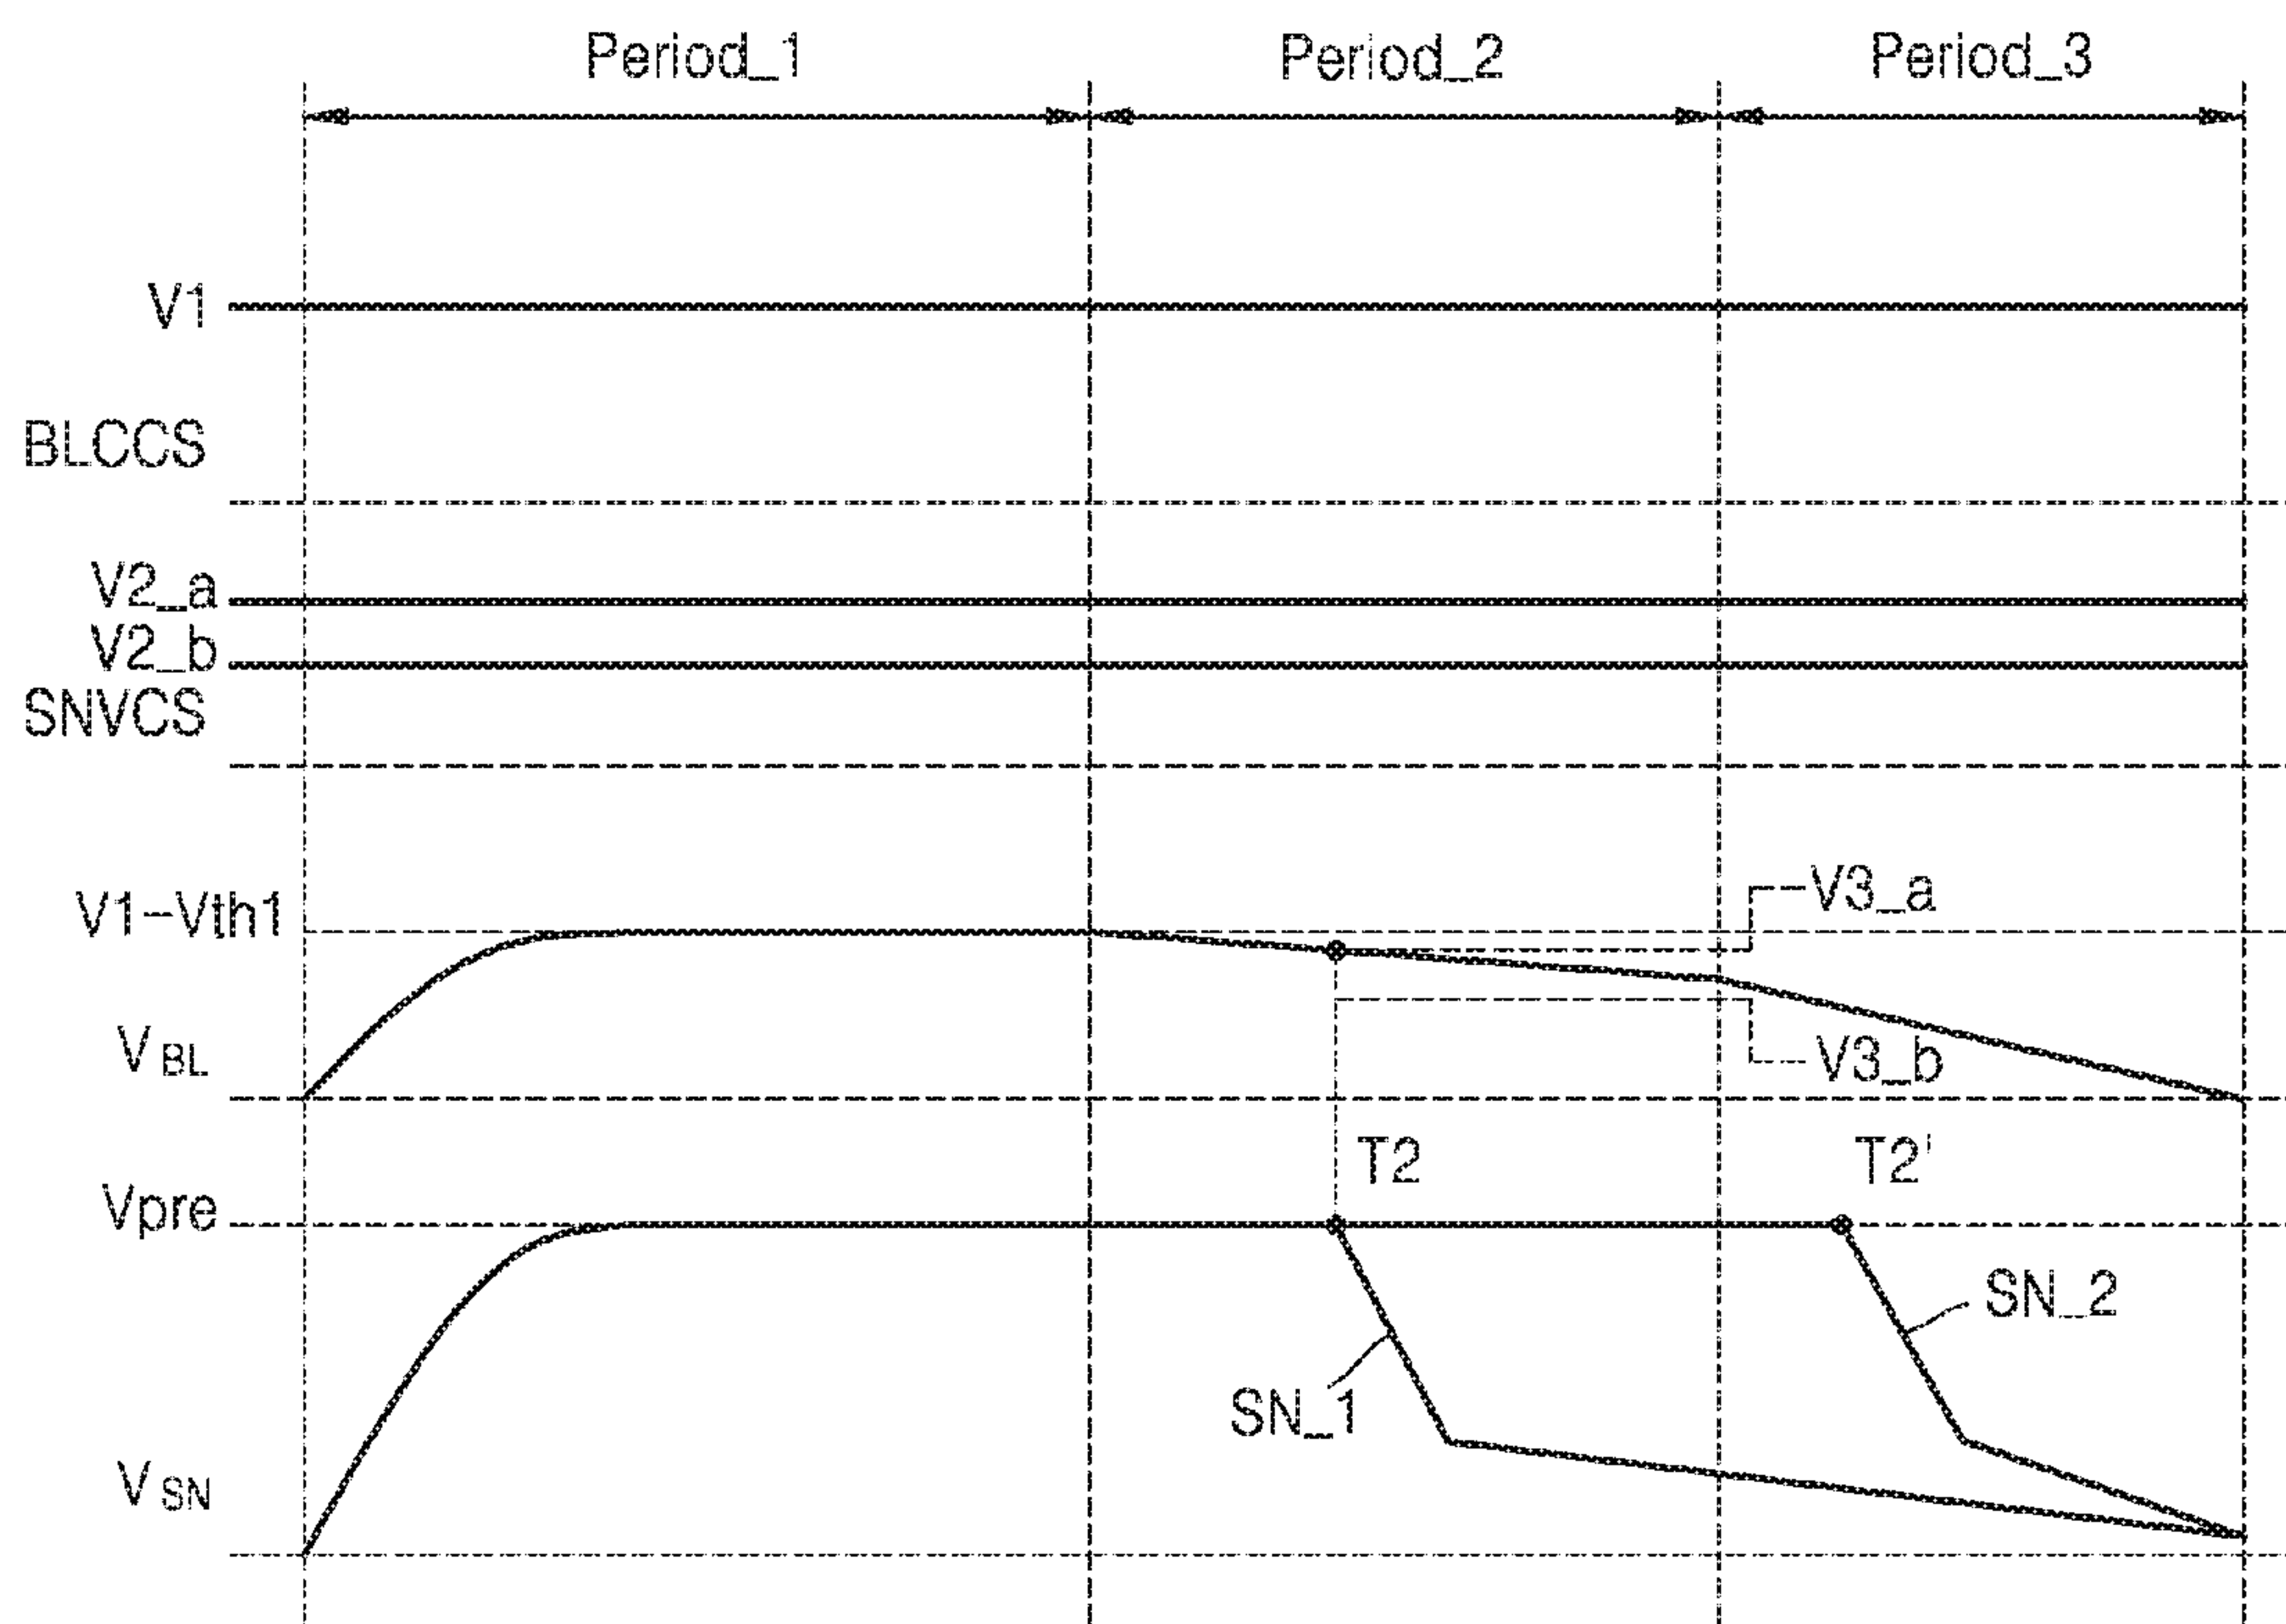 Period_1 Period_2 Period_3
V1
BLCCS
V2_a
V2_b
SNVCS
V3_a
V1-Vth1
VBL
V3_b
T2 T2'
Vpre
SN_2
SN_1
VSN